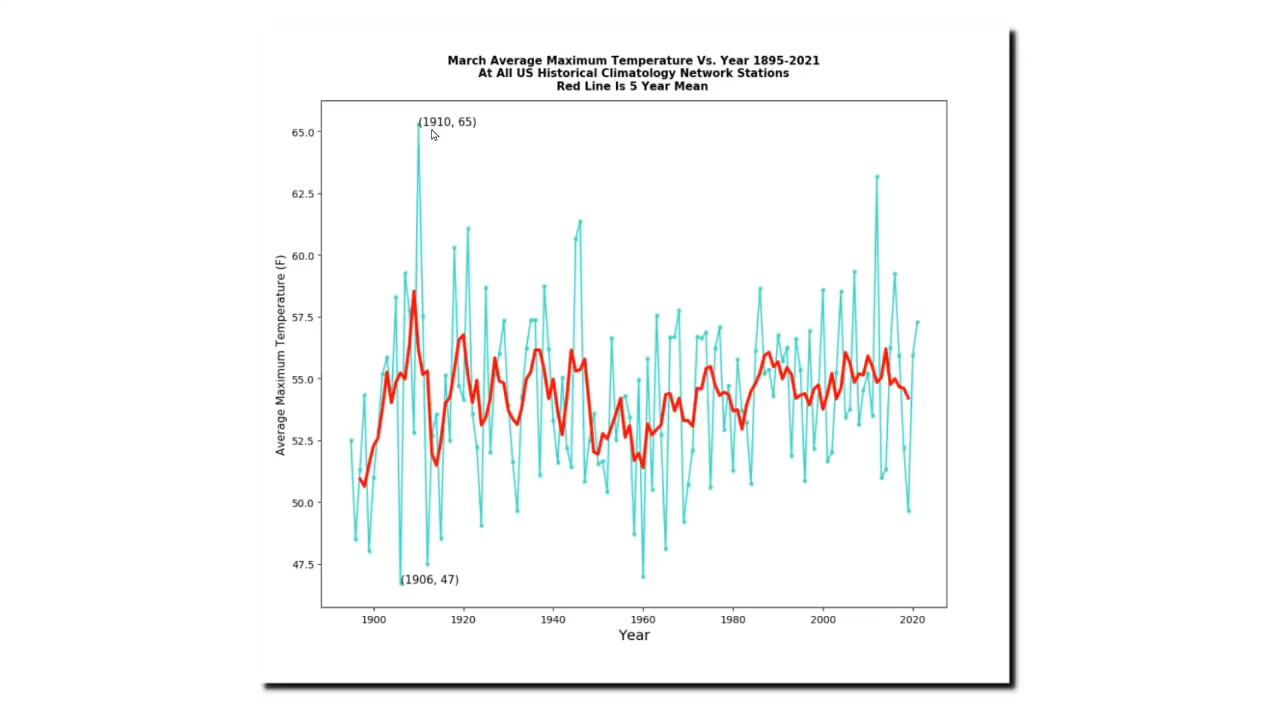 March Average Maximum Temperature Vs. Year 1895-2021
At All US Historical Climatology Network Stations
Red Line Is 5 Year Mean
(1910, 65)
65.0
62.5
60.0
57.5
55.0
52.5
50.0
47.5
Average Maximum Temperature (F)
(1906, 47)
1900 1920 1940 1960 1980 2000 2020
Year